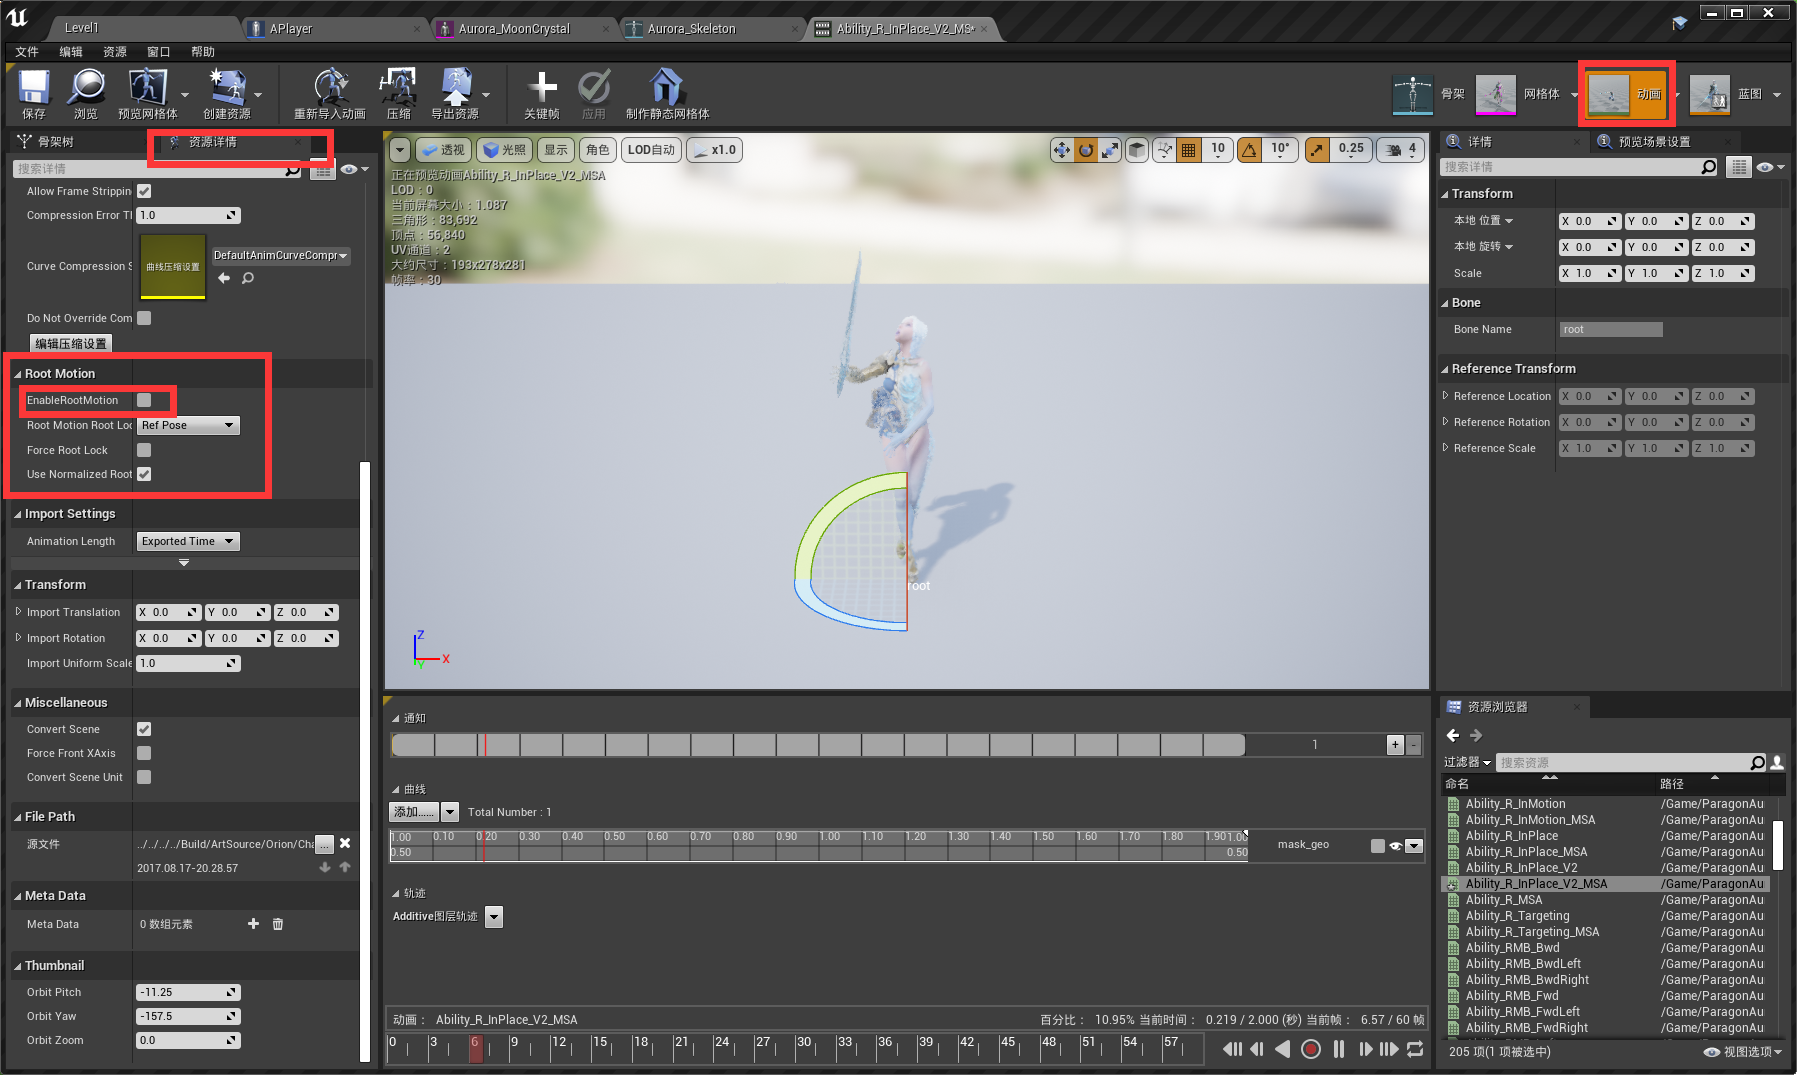 Level1
APlayer
Aurora_MoonCrystal
Aurora_Skeleton
Ability_R_InPlace_V2_MS*
文件 编辑 资源 窗口 帮助
保存
浏览
预览网格体
创建资源
重新导入动画
压缩
导出资源
关键帧
应用
制作静态网格体
骨架
网格体
动画
蓝图
骨架树
资源详情
搜索详情
Allow Frame Strippin
Compression Error Tl
1.0
Curve Compression S
曲线压缩设置
DefaultAnimCurveCompr
Do Not Override Com
编辑压缩设置
Root Motion
EnableRootMotion
Root Motion Root Loc
Ref Pose
Force Root Lock
Use Normalized Root
Import Settings
Animation Length
Exported Time
Transform
Import Translation X 0.0 Y 0.0 Z 0.0
Import Rotation X 0.0 Y 0.0 Z 0.0
Import Uniform Scale 1.0
Miscellaneous
Convert Scene
Force Front XAxis
Convert Scene Unit
File Path
源文件
../../../../Build/ArtSource/Orion/Cha
...
2017.08.17-20.28.57
Meta Data
Meta Data 0 数组元素
Thumbnail
Orbit Pitch -11.25
Orbit Yaw -157.5
Orbit Zoom 0.0
透视 光照 显示 角色 LOD自动 x1.0
10 10° 0.25 4
正在预览动画Ability_R_InPlace_V2_MSA
LOD：0
当前屏幕大小：1.087
三角形：83,692
顶点：56,840
UV通道：2
大约尺寸：193x278x281
帧率：30
root
Z
X
Y
通知
1
+
-
曲线
添加......
Total Number : 1
1.00 0.10 0.20 0.30 0.40 0.50 0.60 0.70 0.80 0.90 1.00 1.10 1.20 1.30 1.40 1.50 1.60 1.70 1.80 1.90 1.00
0.50 0.50
mask_geo
轨迹
Additive图层轨迹
动画： Ability_R_InPlace_V2_MSA
百分比： 10.95% 当前时间： 0.219 / 2.000 (秒) 当前帧： 6.57 / 60 帧
0 3 6 9 12 15 18 21 24 27 30 33 36 39 42 45 48 51 54 57
详情
预览场景设置
搜索详情
Transform
本地 位置 X 0.0 Y 0.0 Z 0.0
本地 旋转 X 0.0 Y 0.0 Z 0.0
Scale X 1.0 Y 1.0 Z 1.0
Bone
Bone Name root
Reference Transform
Reference Location X 0.0 Y 0.0 Z 0.0
Reference Rotation X 0.0 Y 0.0 Z 0.0
Reference Scale X 1.0 Y 1.0 Z 1.0
资源浏览器
过滤器
搜索资源
命名 路径
Ability_R_InMotion /Game/ParagonAu
Ability_R_InMotion_MSA /Game/ParagonAu
Ability_R_InPlace /Game/ParagonAu
Ability_R_InPlace_MSA /Game/ParagonAu
Ability_R_InPlace_V2 /Game/ParagonAu
Ability_R_InPlace_V2_MSA /Game/ParagonAu
Ability_R_MSA /Game/ParagonAu
Ability_R_Targeting /Game/ParagonAu
Ability_R_Targeting_MSA /Game/ParagonAu
Ability_RMB_Bwd /Game/ParagonAu
Ability_RMB_BwdLeft /Game/ParagonAu
Ability_RMB_BwdRight /Game/ParagonAu
Ability_RMB_Fwd /Game/ParagonAu
Ability_RMB_FwdLeft /Game/ParagonAu
Ability_RMB_FwdRight /Game/ParagonAu
205 项(1 项被选中)
视图选项